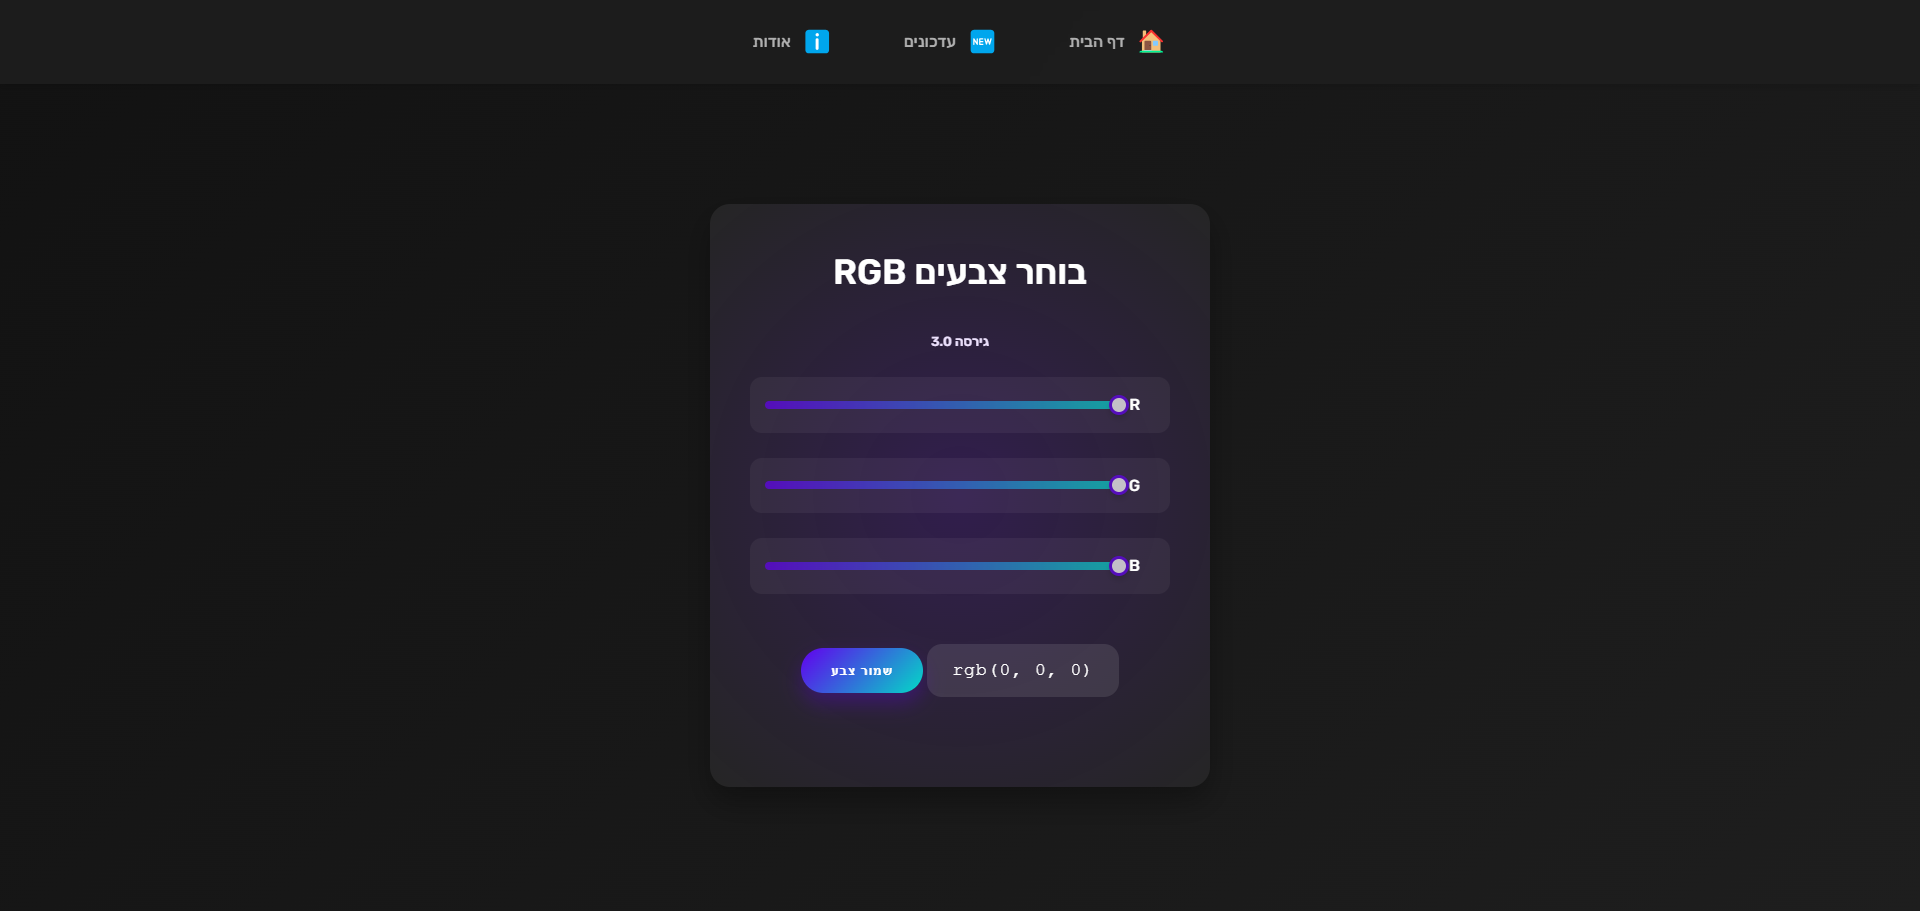 דף הבית
NEW
עדכונים
אודות
בוחר צבעים RGB
גירסה 3.0
R
G
B
rgb(0, 0, 0)
שמור צבע